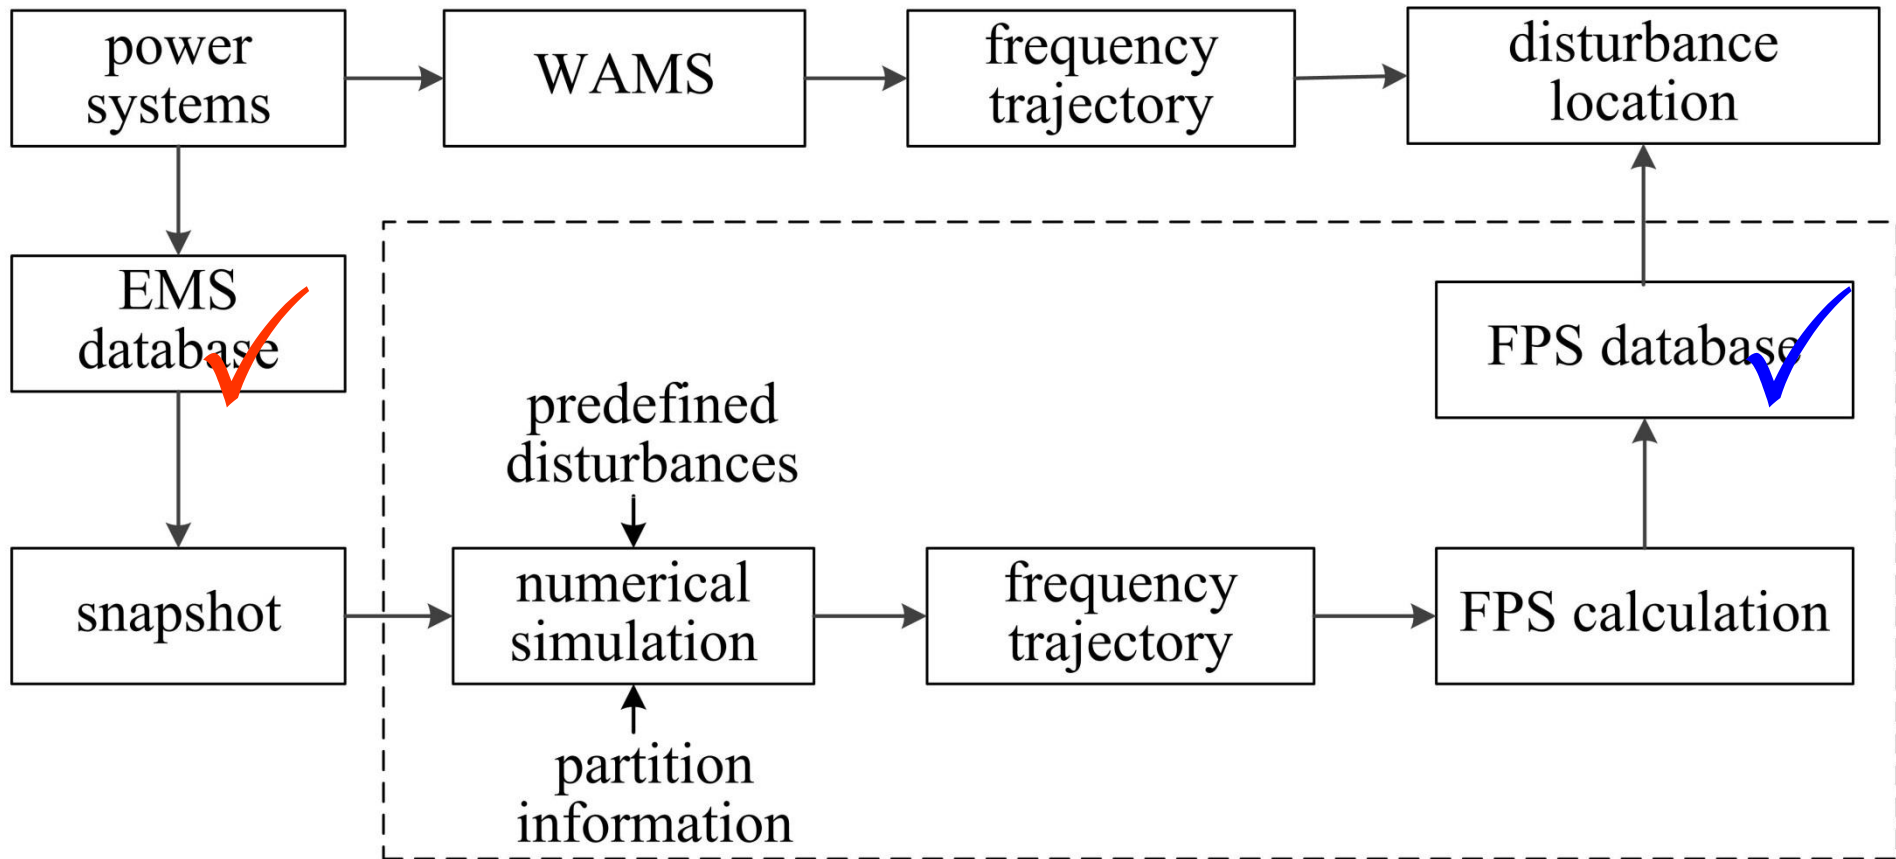 power
systems
WAMS
frequency
trajectory
disturbance
location
EMS
database
FPS database
predefined
disturbances
snapshot
numerical
simulation
frequency
trajectory
FPS calculation
partition
information